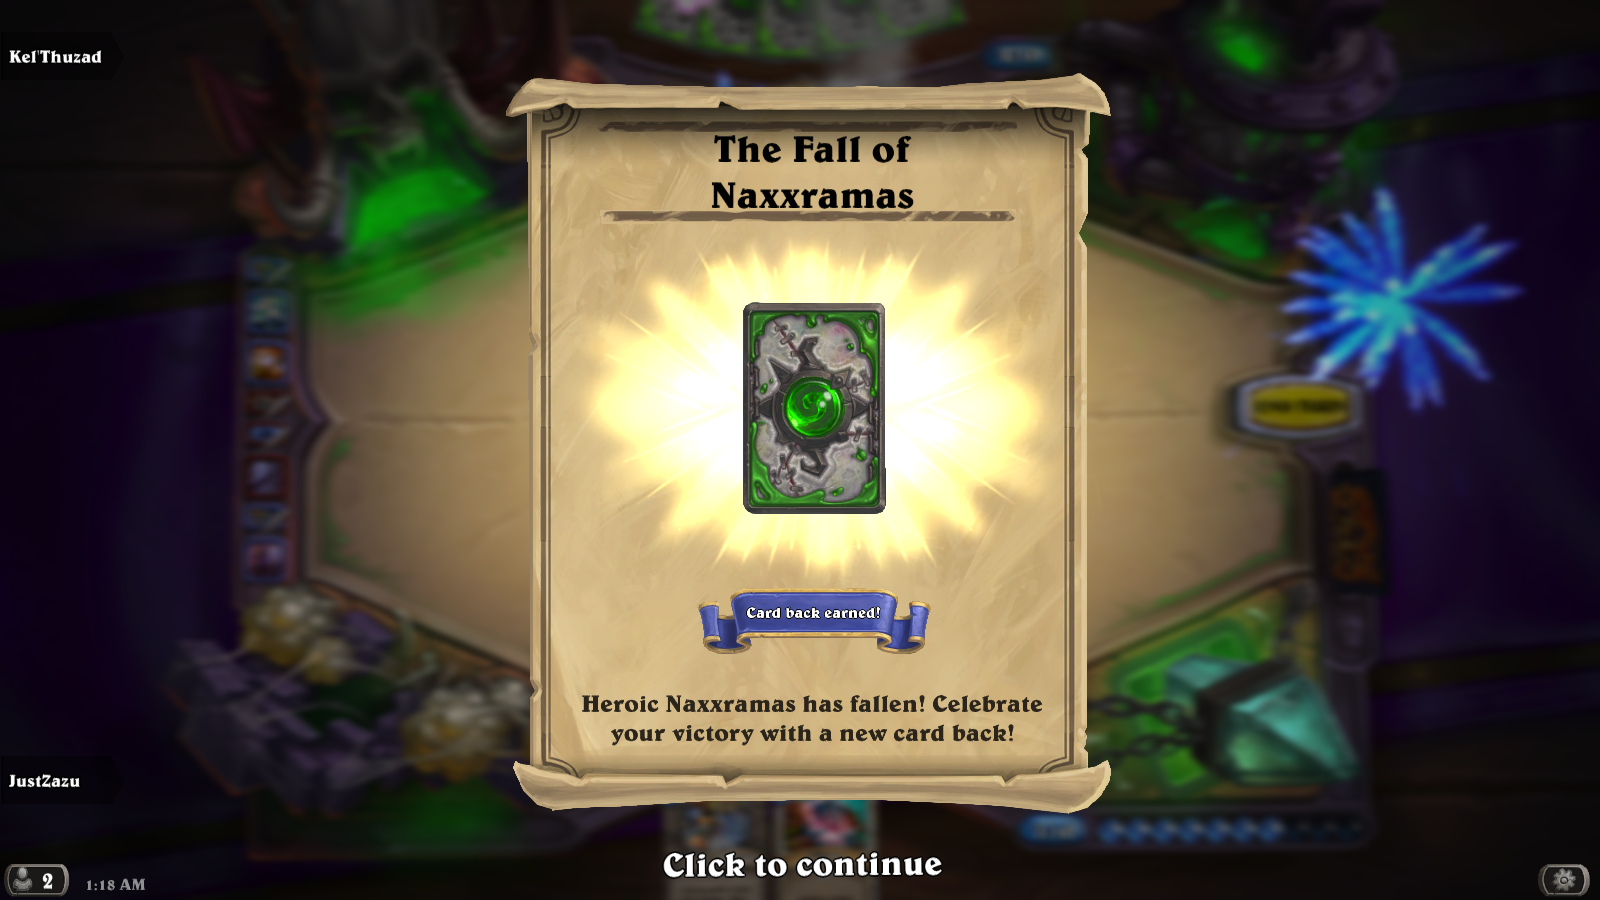 Kel'Thuzad
The Fall of
Naxxramas
Card back earned!
Heroic Naxxramas has fallen! Celebrate
your victory with a new card back!
JustZazu
Click to continue
2
1:18 AM